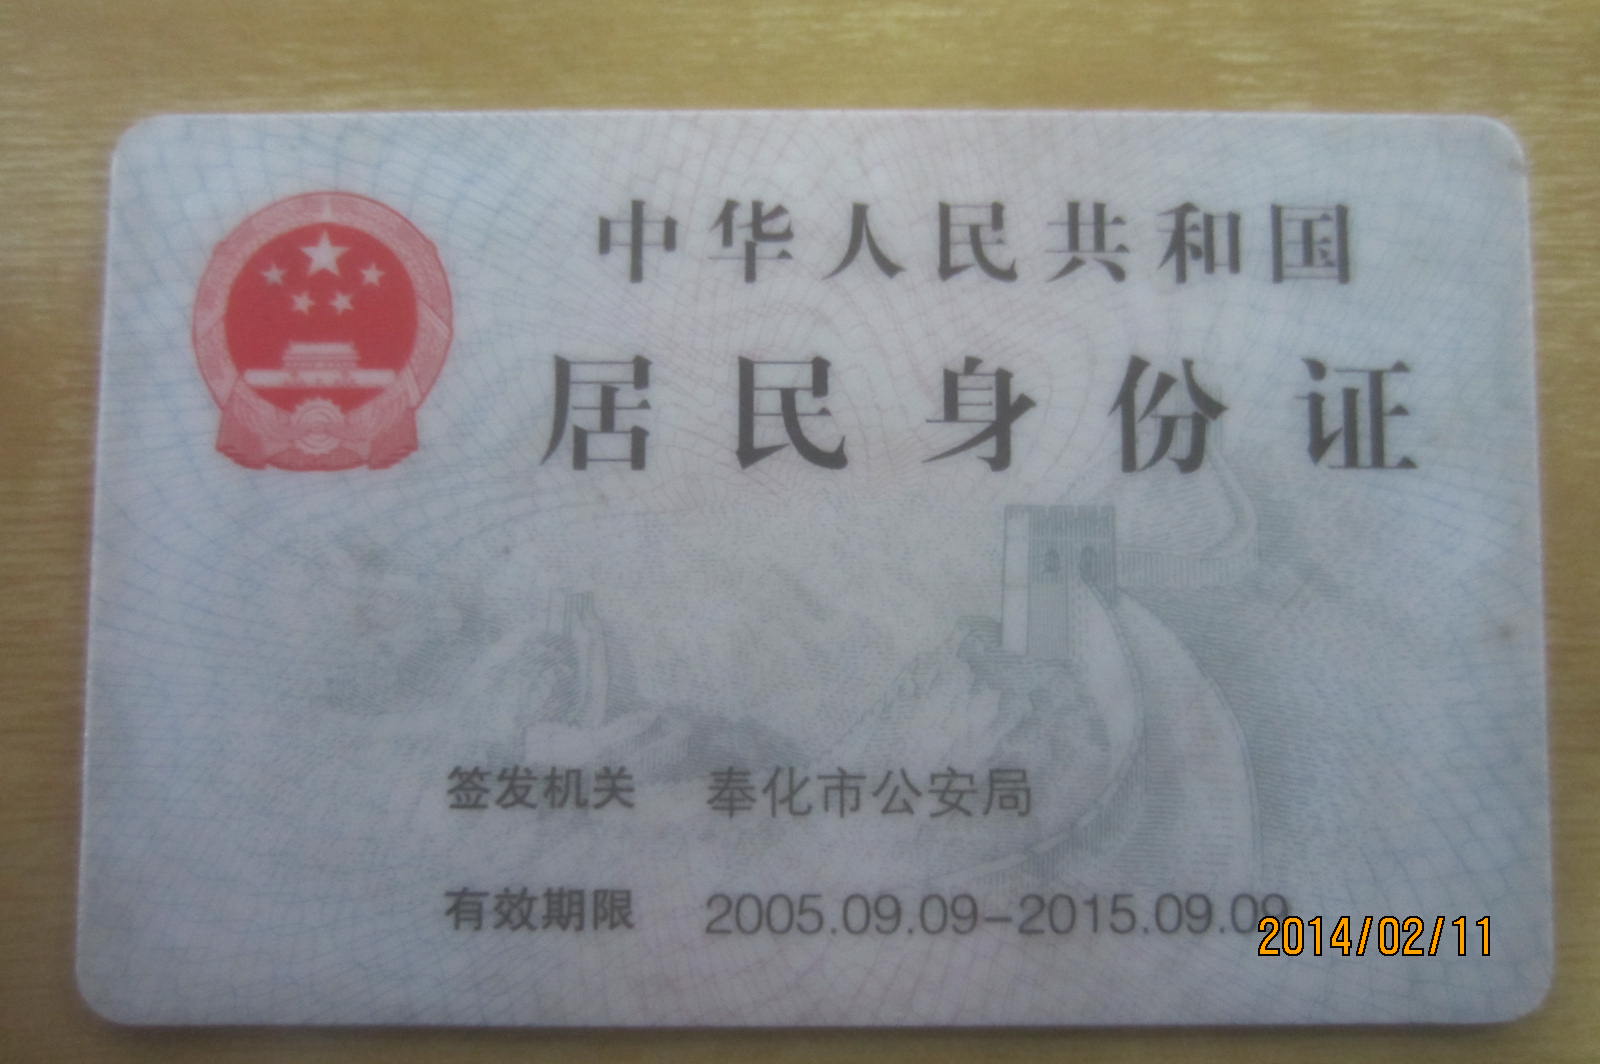 中华人民共和国
居民身份证
签发机关 奉化市公安局
有效期限 2005.09.09-2015.09.09
2014/02/11